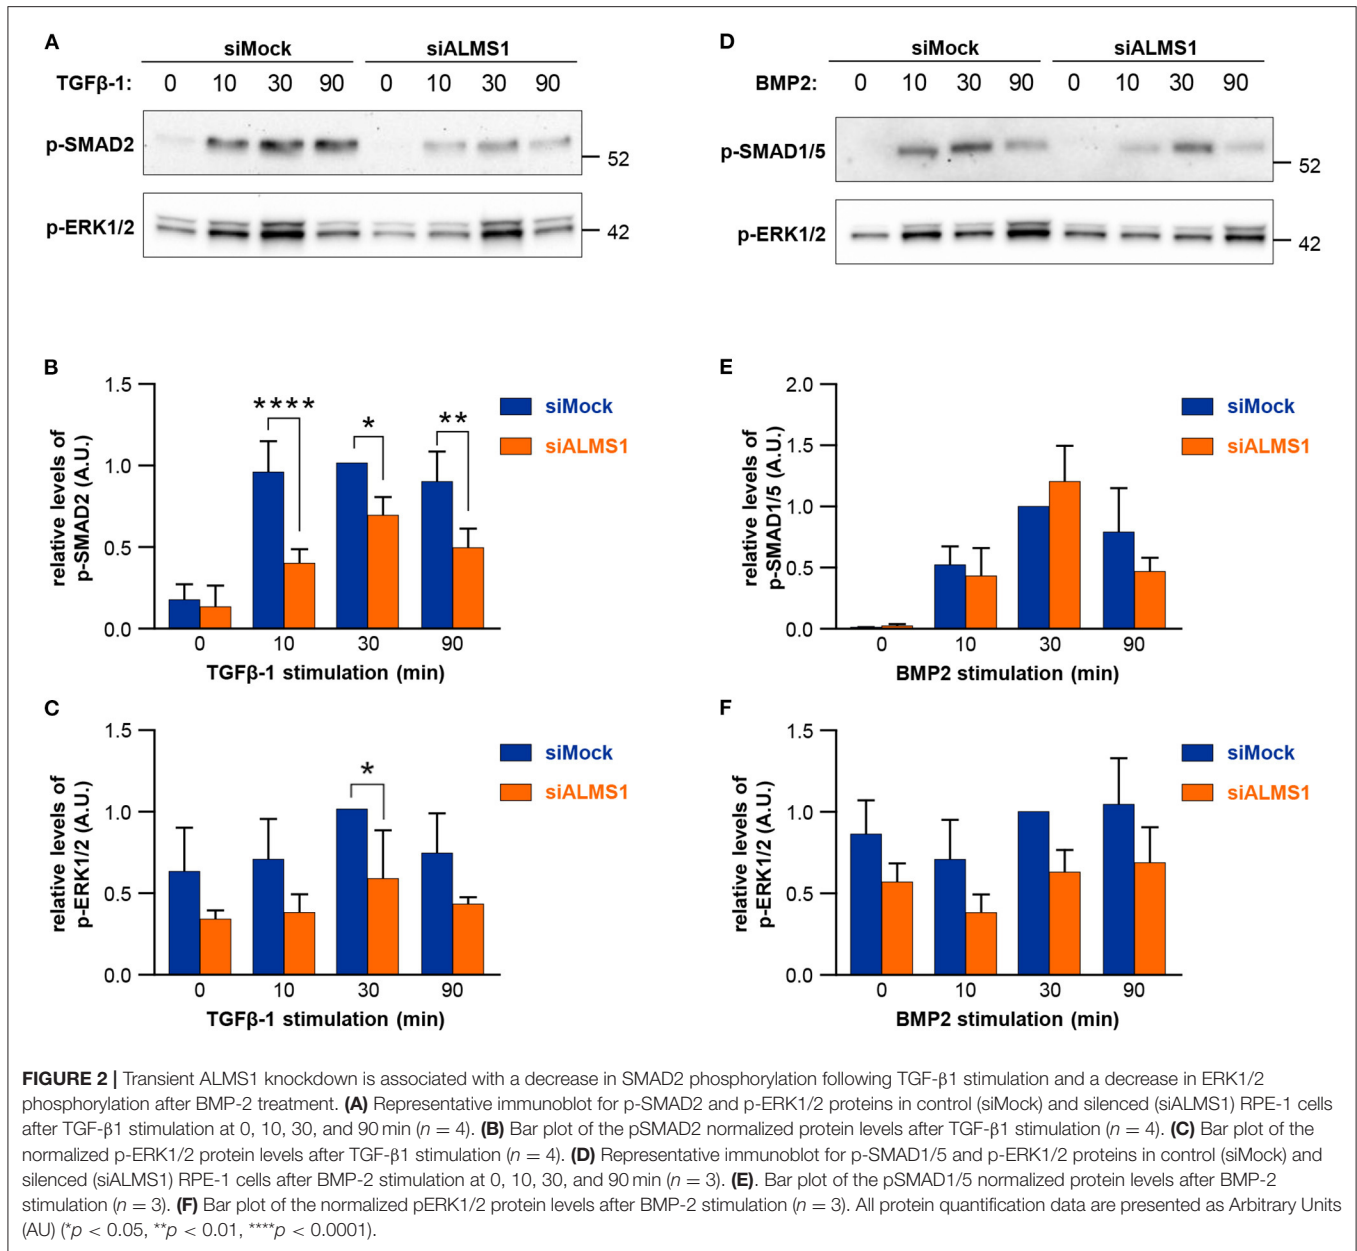 A
siMock siALMS1
TGFβ-1: 0 10 30 90 0 10 30 90
p-SMAD2
52
p-ERK1/2
42
D
siMock siALMS1
BMP2: 0 10 30 90 0 10 30 90
p-SMAD1/5
52
p-ERK1/2
42
B
relative levels of
p-SMAD2 (A.U.)
1.5
1.0
0.5
0.0
****
*
**
siMock
siALMS1
0 10 30 90
TGFβ-1 stimulation (min)
E
relative levels of
p-SMAD1/5 (A.U.)
2.0
1.5
1.0
0.5
0.0
siMock
siALMS1
0 10 30 90
BMP2 stimulation (min)
C
relative levels of
p-ERK1/2 (A.U.)
1.5
1.0
0.5
0.0
*
siMock
siALMS1
0 10 30 90
TGFβ-1 stimulation (min)
F
relative levels of
p-ERK1/2 (A.U.)
1.5
1.0
0.5
0.0
siMock
siALMS1
0 10 30 90
BMP2 stimulation (min)
FIGURE 2 | Transient ALMS1 knockdown is associated with a decrease in SMAD2 phosphorylation following TGF-β1 stimulation and a decrease in ERK1/2
phosphorylation after BMP-2 treatment. (A) Representative immunoblot for p-SMAD2 and p-ERK1/2 proteins in control (siMock) and silenced (siALMS1) RPE-1 cells
after TGF-β1 stimulation at 0, 10, 30, and 90 min (n = 4). (B) Bar plot of the pSMAD2 normalized protein levels after TGF-β1 stimulation (n = 4). (C) Bar plot of the
normalized p-ERK1/2 protein levels after TGF-β1 stimulation (n = 4). (D) Representative immunoblot for p-SMAD1/5 and p-ERK1/2 proteins in control (siMock) and
silenced (siALMS1) RPE-1 cells after BMP-2 stimulation at 0, 10, 30, and 90 min (n = 3). (E). Bar plot of the pSMAD1/5 normalized protein levels after BMP-2
stimulation (n = 3). (F) Bar plot of the normalized pERK1/2 protein levels after BMP-2 stimulation (n = 3). All protein quantification data are presented as Arbitrary Units
(AU) (*p < 0.05, **p < 0.01, ****p < 0.0001).